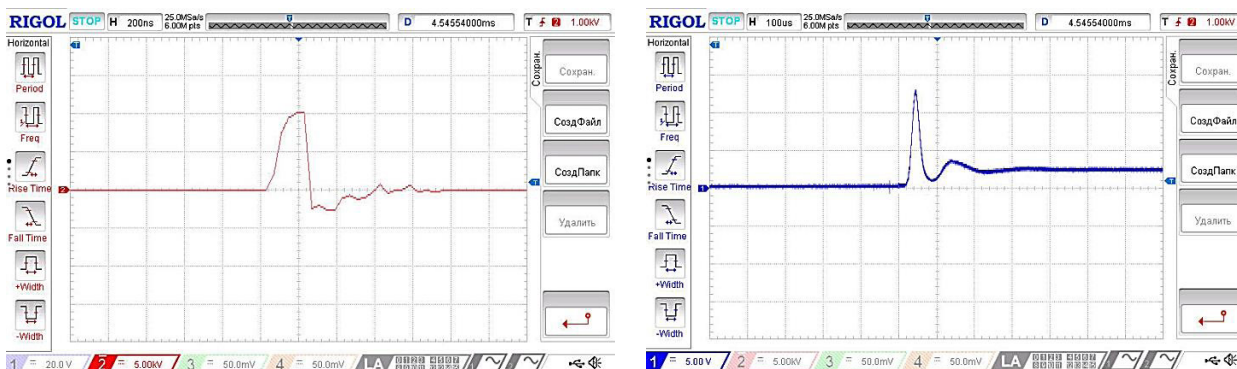 RIGOL STOP H 200ns 25.0MSa/s 6.00M pts D 4.54554000ms T 2 1.00kV
Horizontal
Period
Freq
Rise Time
Fall Time
+Width
-Width
T
T
2
T
Сохран.
Сохран.
СоздФайл
СоздПапк
Удалить
1 = 20.0 V 2 = 5.00kV 3 = 50.0mV 4 = 50.0mV LA
RIGOL STOP H 100us 25.0MSa/s 6.00M pts D 4.54554000ms T 2 1.00kV
Horizontal
Period
Freq
Rise Time
Fall Time
+Width
-Width
T
T
1
T
Сохран.
Сохран.
СоздФайл
СоздПапк
Удалить
1 = 5.00 V 2 = 5.00kV 3 = 50.0mV 4 = 50.0mV LA